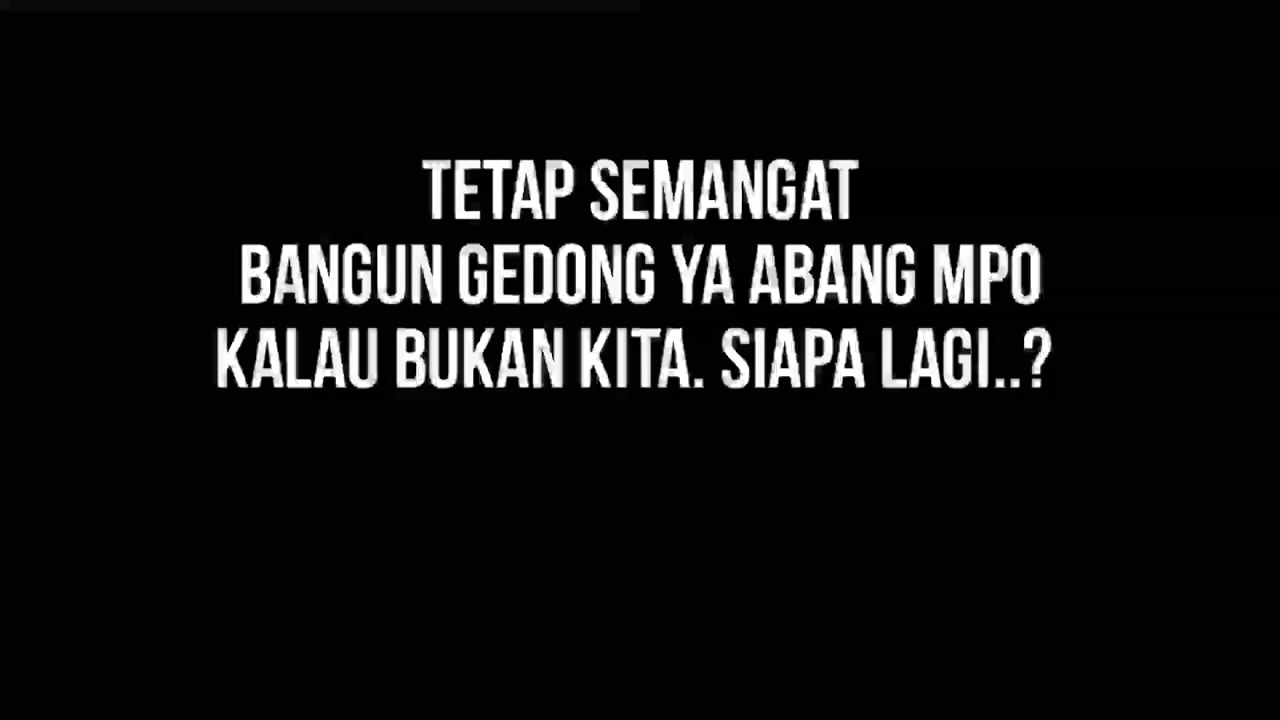 TETAP SEMANGAT
BANGUN GEDONG YA ABANG MPO
KALAU BUKAN KITA. SIAPA LAGI..?